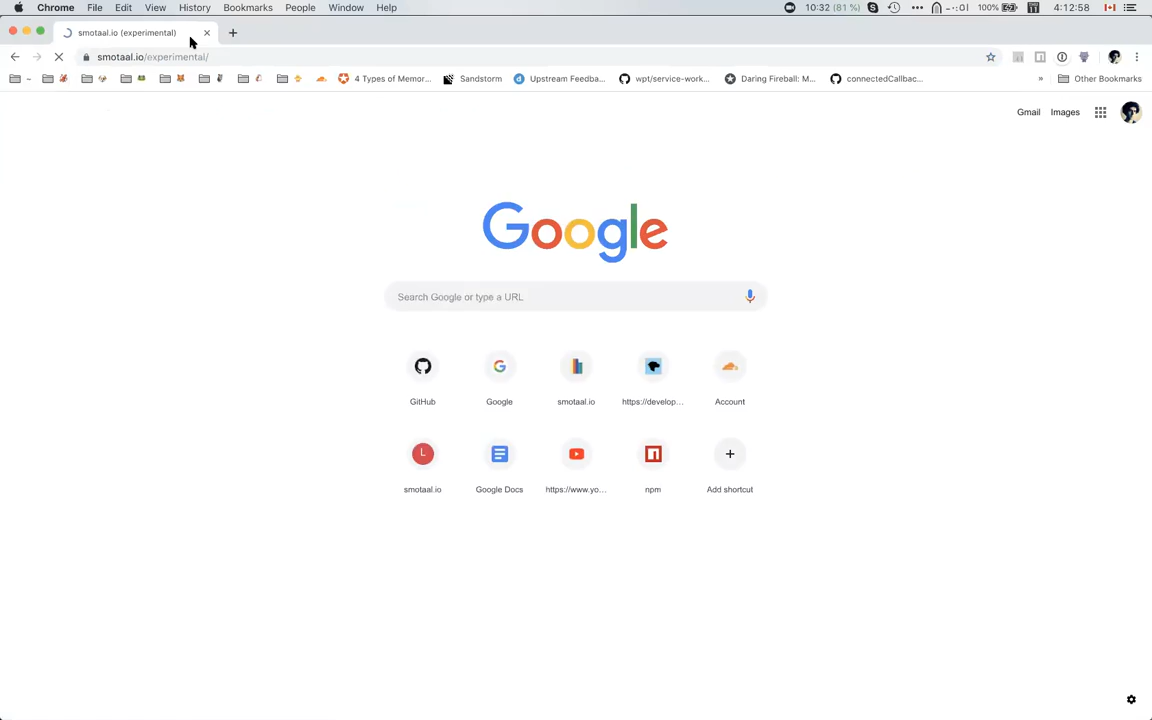 Chrome File Edit View History Bookmarks People Window Help 10:32 (81 %) 100% 4:12:58
smotaal.io (experimental)
smotaal.io/experimental/
4 Types of Memor... Sandstorm Upstream Feedba... wpt/service-work... Daring Fireball: M... connectedCallbac... » Other Bookmarks
Gmail Images
Google
Search Google or type a URL
GitHub Google smotaal.io https://develop... Account
L
smotaal.io Google Docs https://www.yo... npm Add shortcut